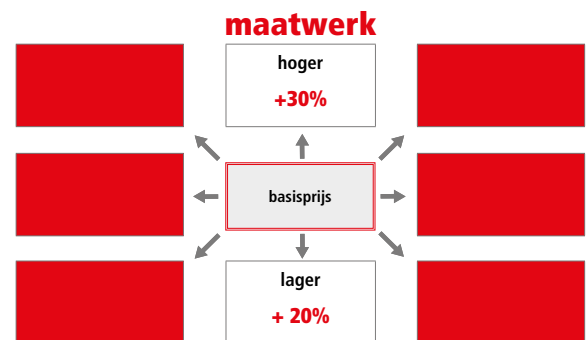 maatwerk
hoger
+30%
basisprijs
lager
+ 20%